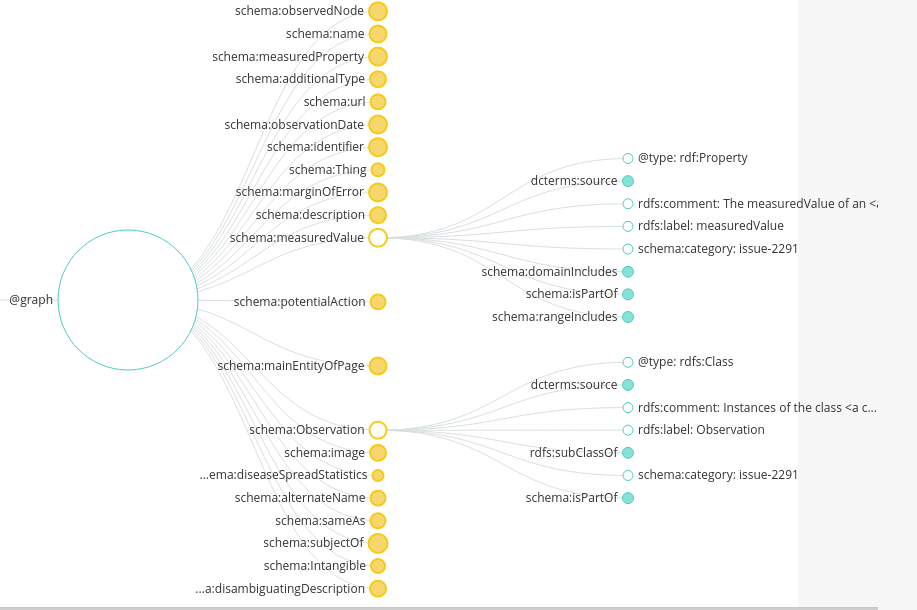 @graph
schema:observedNode
schema:name
schema:measuredProperty
schema:additionalType
schema:url
schema:observationDate
schema:identifier
schema:Thing
schema:marginOfError
schema:description
schema:measuredValue
schema:potentialAction
schema:mainEntityOfPage
schema:Observation
schema:image
...ema:diseaseSpreadStatistics
schema:alternateName
schema:sameAs
schema:subjectOf
schema:Intangible
...a:disambiguatingDescription
@type: rdf:Property
dcterms:source
rdfs:comment: The measuredValue of an <a
rdfs:label: measuredValue
schema:category: issue-2291
schema:domainIncludes
schema:isPartOf
schema:rangeIncludes
@type: rdfs:Class
dcterms:source
rdfs:comment: Instances of the class <a c...
rdfs:label: Observation
rdfs:subClassOf
schema:category: issue-2291
schema:isPartOf